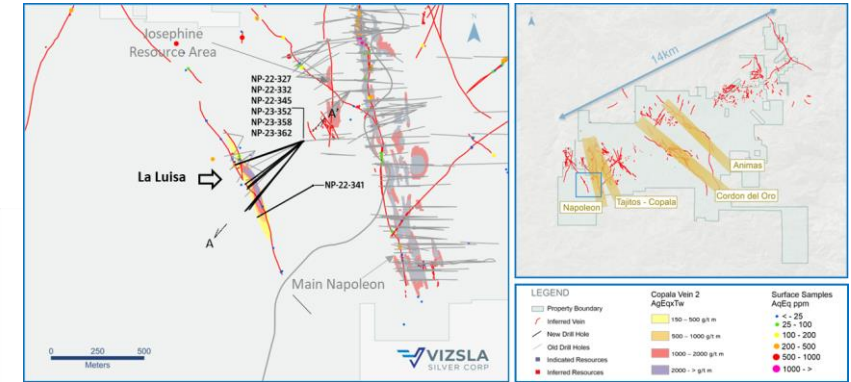 Josephine
Resource Area
NP-22-327
NP-22-332
NP-22-345
NP-23-352
NP-23-358
NP-23-362
A'
La Luisa
NP-22-341
A
Main Napoleon
0 250 500
Meters
VIZSLA
SILVER CORP
14km
Animas
Cordon del Oro
Tajitos - Copala
Napoleon
LEGEND
Property Boundary
Inferred Vein
New Drill Hole
Old Drill Holes
Indicated Resources
Inferred Resources
Copala Vein 2
AgEqxTw
150 – 500 g/t m
500 – 1000 g/t m
1000 – 2000 g/t m
2000 - > g/t m
Surface Samples
AqEq ppm
< - 25
25 - 100
100 - 200
200 - 500
500 - 1000
1000 - >